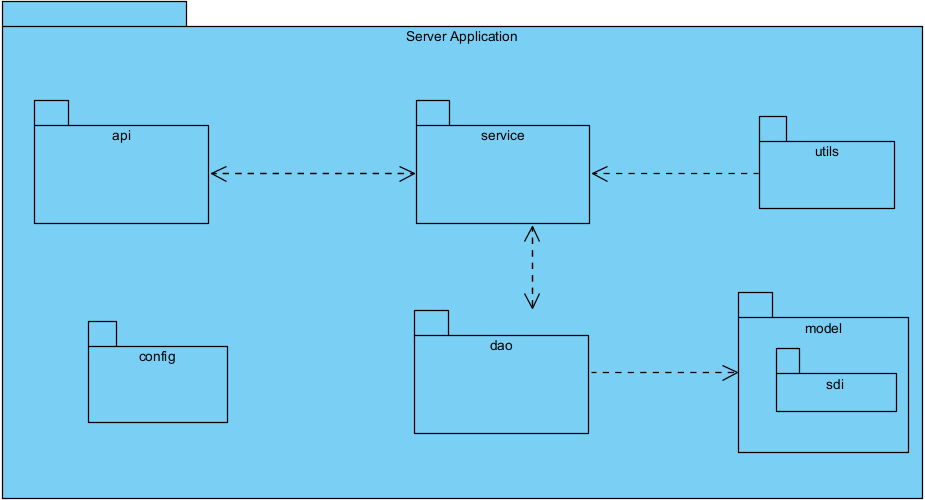 Server Application
api
service
utils
config
dao
model
sdi